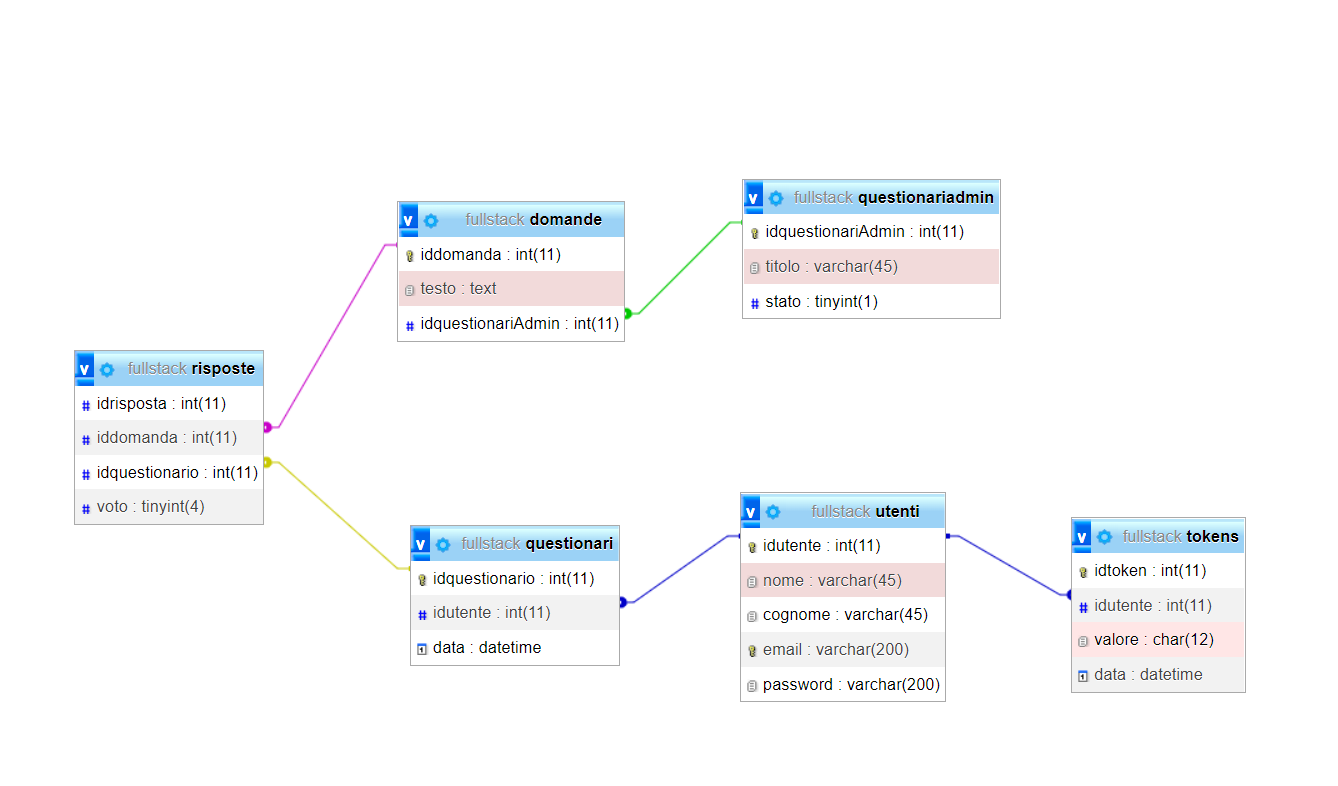 v fullstack questionariadmin
idquestionariAdmin : int(11)
titolo : varchar(45)
# stato : tinyint(1)
v fullstack domande
iddomanda : int(11)
testo : text
# idquestionariAdmin : int(11)
v fullstack risposte
# idrisposta : int(11)
# iddomanda : int(11)
# idquestionario : int(11)
# voto : tinyint(4)
v fullstack questionari
idquestionario : int(11)
# idutente : int(11)
data : datetime
v fullstack utenti
idutente : int(11)
nome : varchar(45)
cognome : varchar(45)
email : varchar(200)
password : varchar(200)
v fullstack tokens
idtoken : int(11)
# idutente : int(11)
valore : char(12)
data : datetime